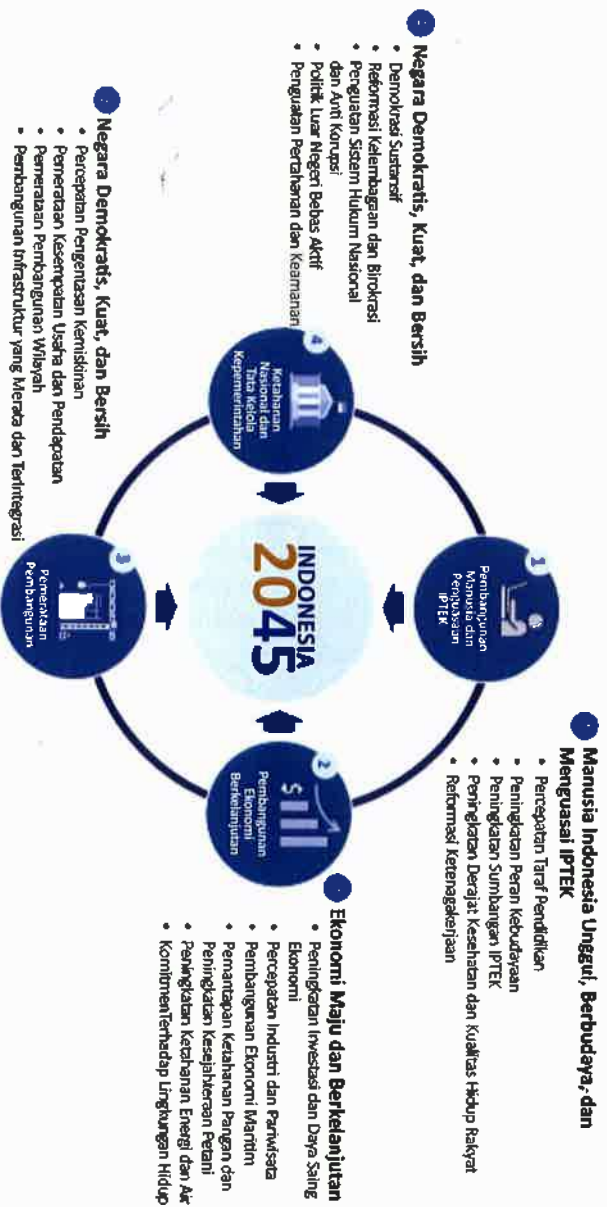 Manusia Indonesia Unggul, Berbudaya, dan
Menguasai IPTEK
• Percepatan Taraf Pendidikan
• Peningkatan Peran Kebudayaan
• Peningkatan Sumbangan IPTEK
• Peningkatan Derajat Kesehatan dan Kualitas Hidup Rakyat
• Reformasi Ketenagakerjaan
Ekonomi Maju dan Berkelanjutan
• Peningkatan Investasi dan Daya Saing
Ekonomi
• Percepatan Industri dan Pariwisata
• Pembangunan Ekonomi Maritim
• Pemantapan Ketahanan Pangan dan
Peningkatan Kesejahteraan Petani
• Peningkatan Ketahanan Energi dan Air
• KomitmenTerhadap Lingkungan Hidup
Negara Demokratis, Kuat, dan Bersih
• Demokrasi Sustansif
• Reformasi Kelembagaan dan Birokrasi
• Penguatan Sistem Hukum Nasional
dan Anti Korupsi
• Politik Luar Negeri Bebas Aktif
• Penguatan Pertahanan dan Keamanan
Negara Demokratis, Kuat, dan Bersih
• Percepatan Pengentasan Kemiskinan
• Pemerataan Kesempatan Usaha dan Pendapatan
• Pemerataan Pembangunan Wilayah
• Pembangunan Infrastruktur yang Merata dan Terintegrasi
1
Pembangunan
Manusia dan
Penguasaan
IPTEK
2
$
Pembangunan
Ekonomi
Berkelanjutan
3
Pemerataan
Pembangunan
4
Ketahanan
Nasional dan
Tata Kelola
Kepemerintahan
INDONESIA
2045